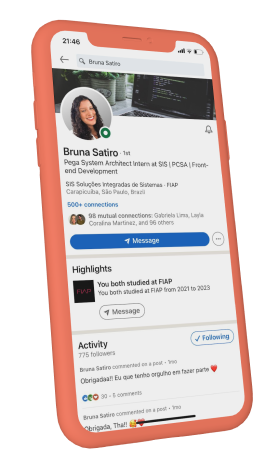 21:46
Bruna Satiro
Bruna Satiro · 1st
Pega System Architect Intern at SIS | PCSA | Front-
end Development
SIS Soluções Integradas de Sistemas · FIAP
Carapicuíba, São Paulo, Brazil
500+ connections
98 mutual connections: Gabriela Lima, Layla
Coralina Martinez, and 96 others
Message
Highlights
FIAP
You both studied at FIAP
You both studied at FIAP from 2021 to 2023
Message
Activity
775 followers
Following
Bruna Satiro commented on a post · 1mo
Obrigadaa!! Eu que tenho orgulho em fazer parte ❤️
30 · 5 comments
Bruna Satiro commented on a post · 1mo
Obrigada, Tha!! 🥰❤️